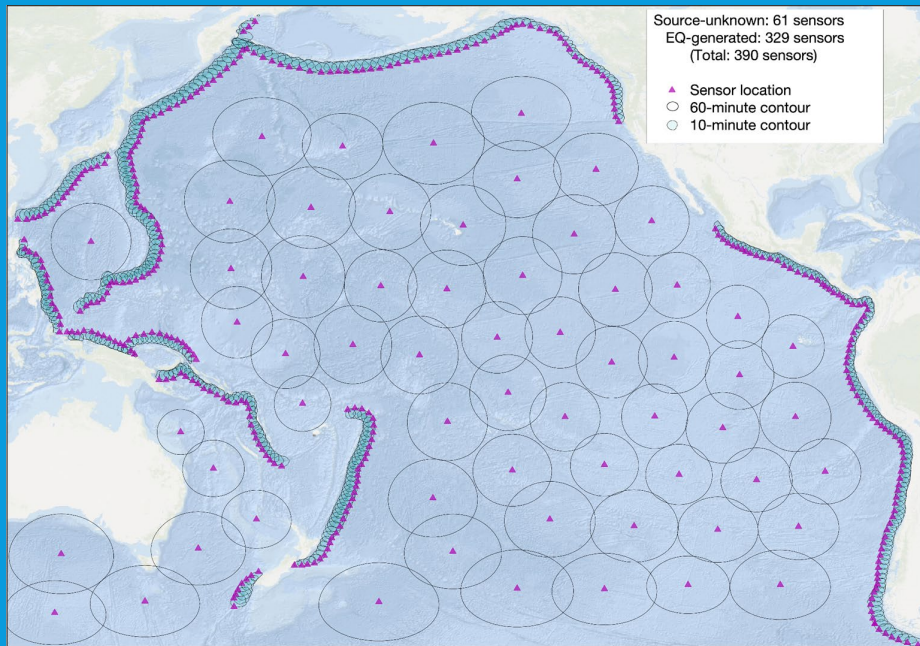 Source-unknown: 61 sensors
EQ-generated: 329 sensors
(Total: 390 sensors)
Sensor location
60-minute contour
10-minute contour